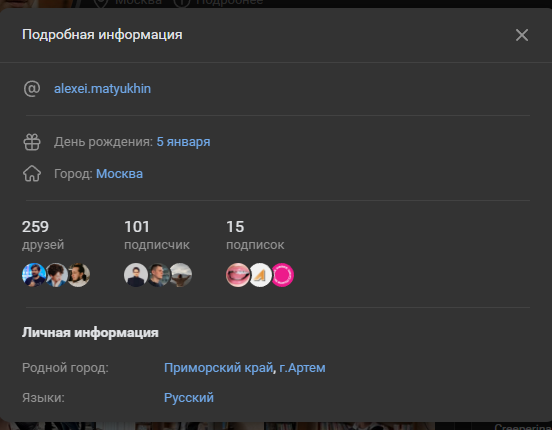 Москва Подробнее
Подробная информация
@ alexei.matyukhin
День рождения: 5 января
Город: Москва
259 101 15
друзей подписчик подписок
Личная информация
Родной город: Приморский край, г.Артем
Языки: Русский